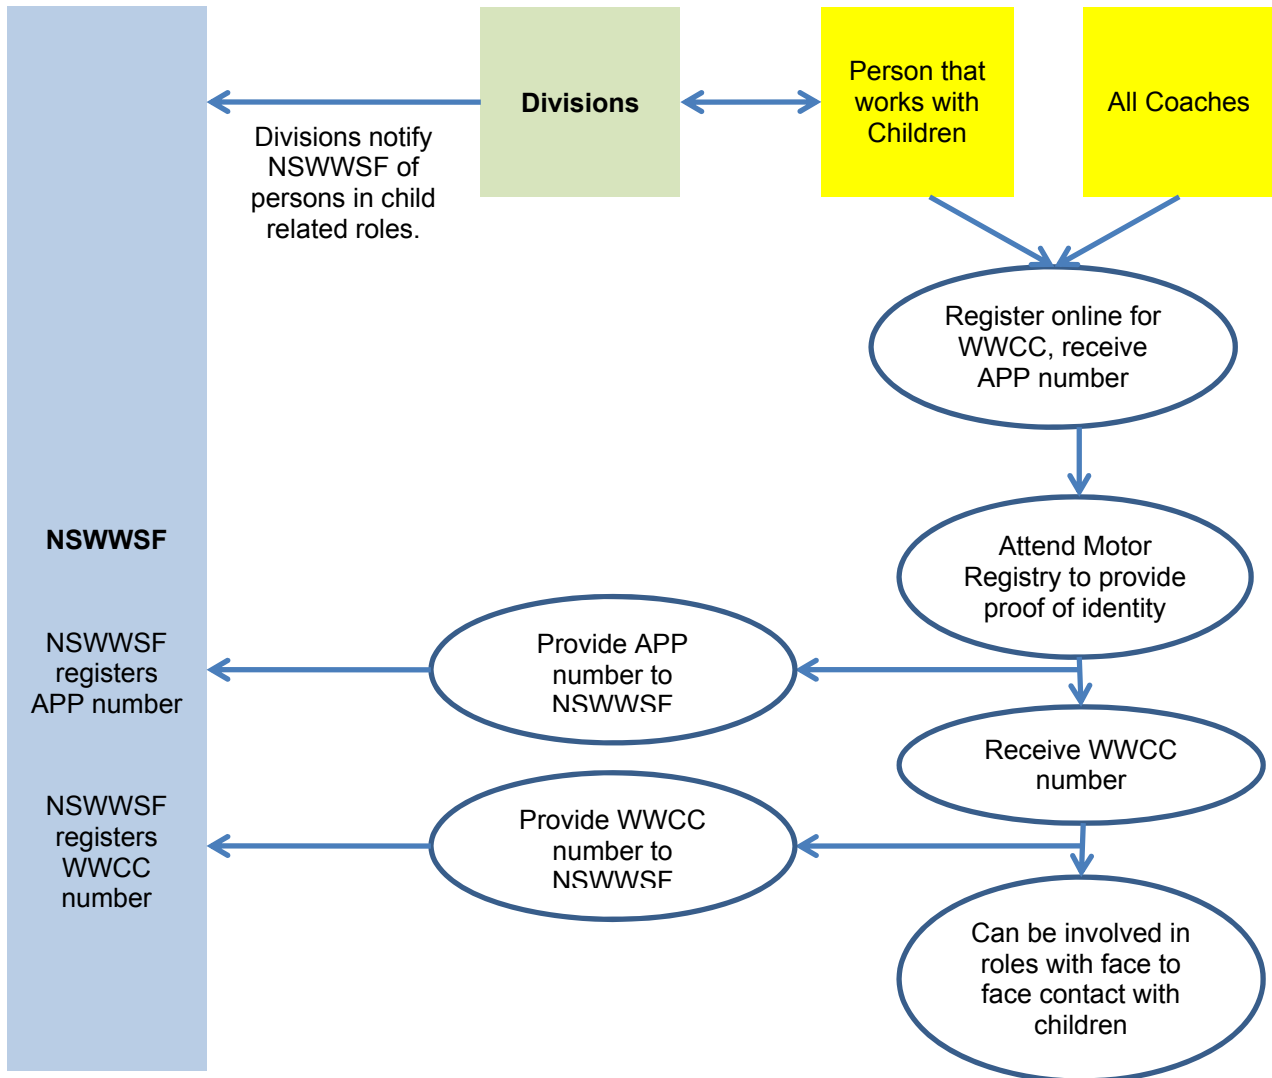 Divisions
Person that
works with
Children
All Coaches
Divisions notify
NSWWSF of
persons in child
related roles.
Register online for
WWCC, receive
APP number
NSWWSF
Attend Motor
Registry to provide
proof of identity
NSWWSF
registers
APP number
Provide APP
number to
NSWWSF
Receive WWCC
number
NSWWSF
registers
WWCC
number
Provide WWCC
number to
NSWWSF
Can be involved in
roles with face to
face contact with
children